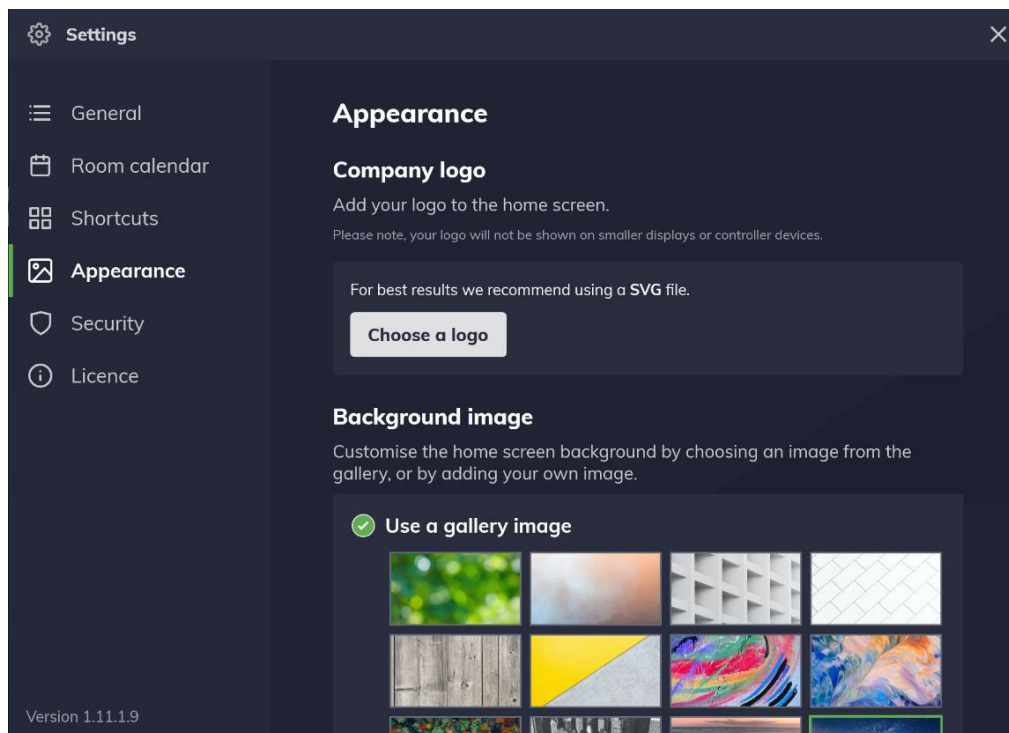 Settings
General
Room calendar
Shortcuts
Appearance
Security
Licence
Version 1.11.1.9
Appearance
Company logo
Add your logo to the home screen.
Please note, your logo will not be shown on smaller displays or controller devices.
For best results we recommend using a SVG file.
Choose a logo
Background image
Customise the home screen background by choosing an image from the
gallery, or by adding your own image.
Use a gallery image